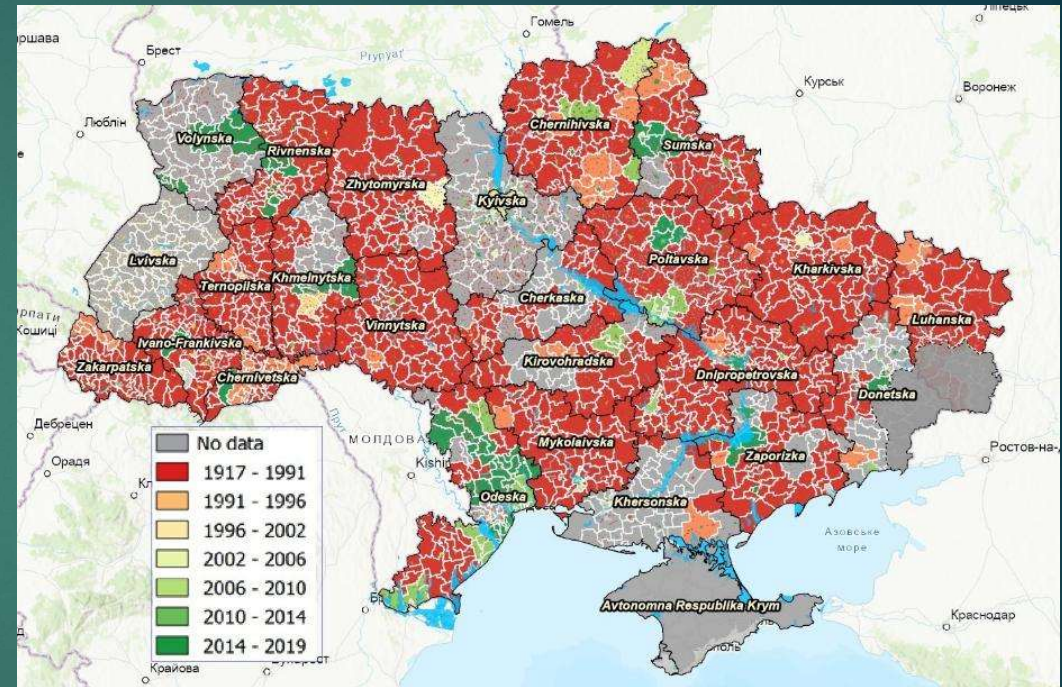 Гомель
Липецк
Брест
Prypyat
Курськ
Воронеж
Люблін
Volynska
Rivnenska
Chernihivska
Sumska
Zhytomyrska
Kyivska
Lvivska
Khmelnytska
Ternopilska
Poltavska
Kharkivska
Cherkaska
Luhanska
Vinnytska
Кошиці
Ivano-Frankivska
Zakarpatska
Chernivetska
Kirovohradska
Dnipropetrovska
Donetska
Дебрецен
МОЛДОВА
Mykolaivska
Zaporizka
Орадя
Kishi
Odeska
Khersonska
Азовське
море
Avtonomna Respublika Krym
Краснодар
Крайова
No data
1917 - 1991
1991 - 1996
1996 - 2002
2002 - 2006
2006 - 2010
2010 - 2014
2014 - 2019